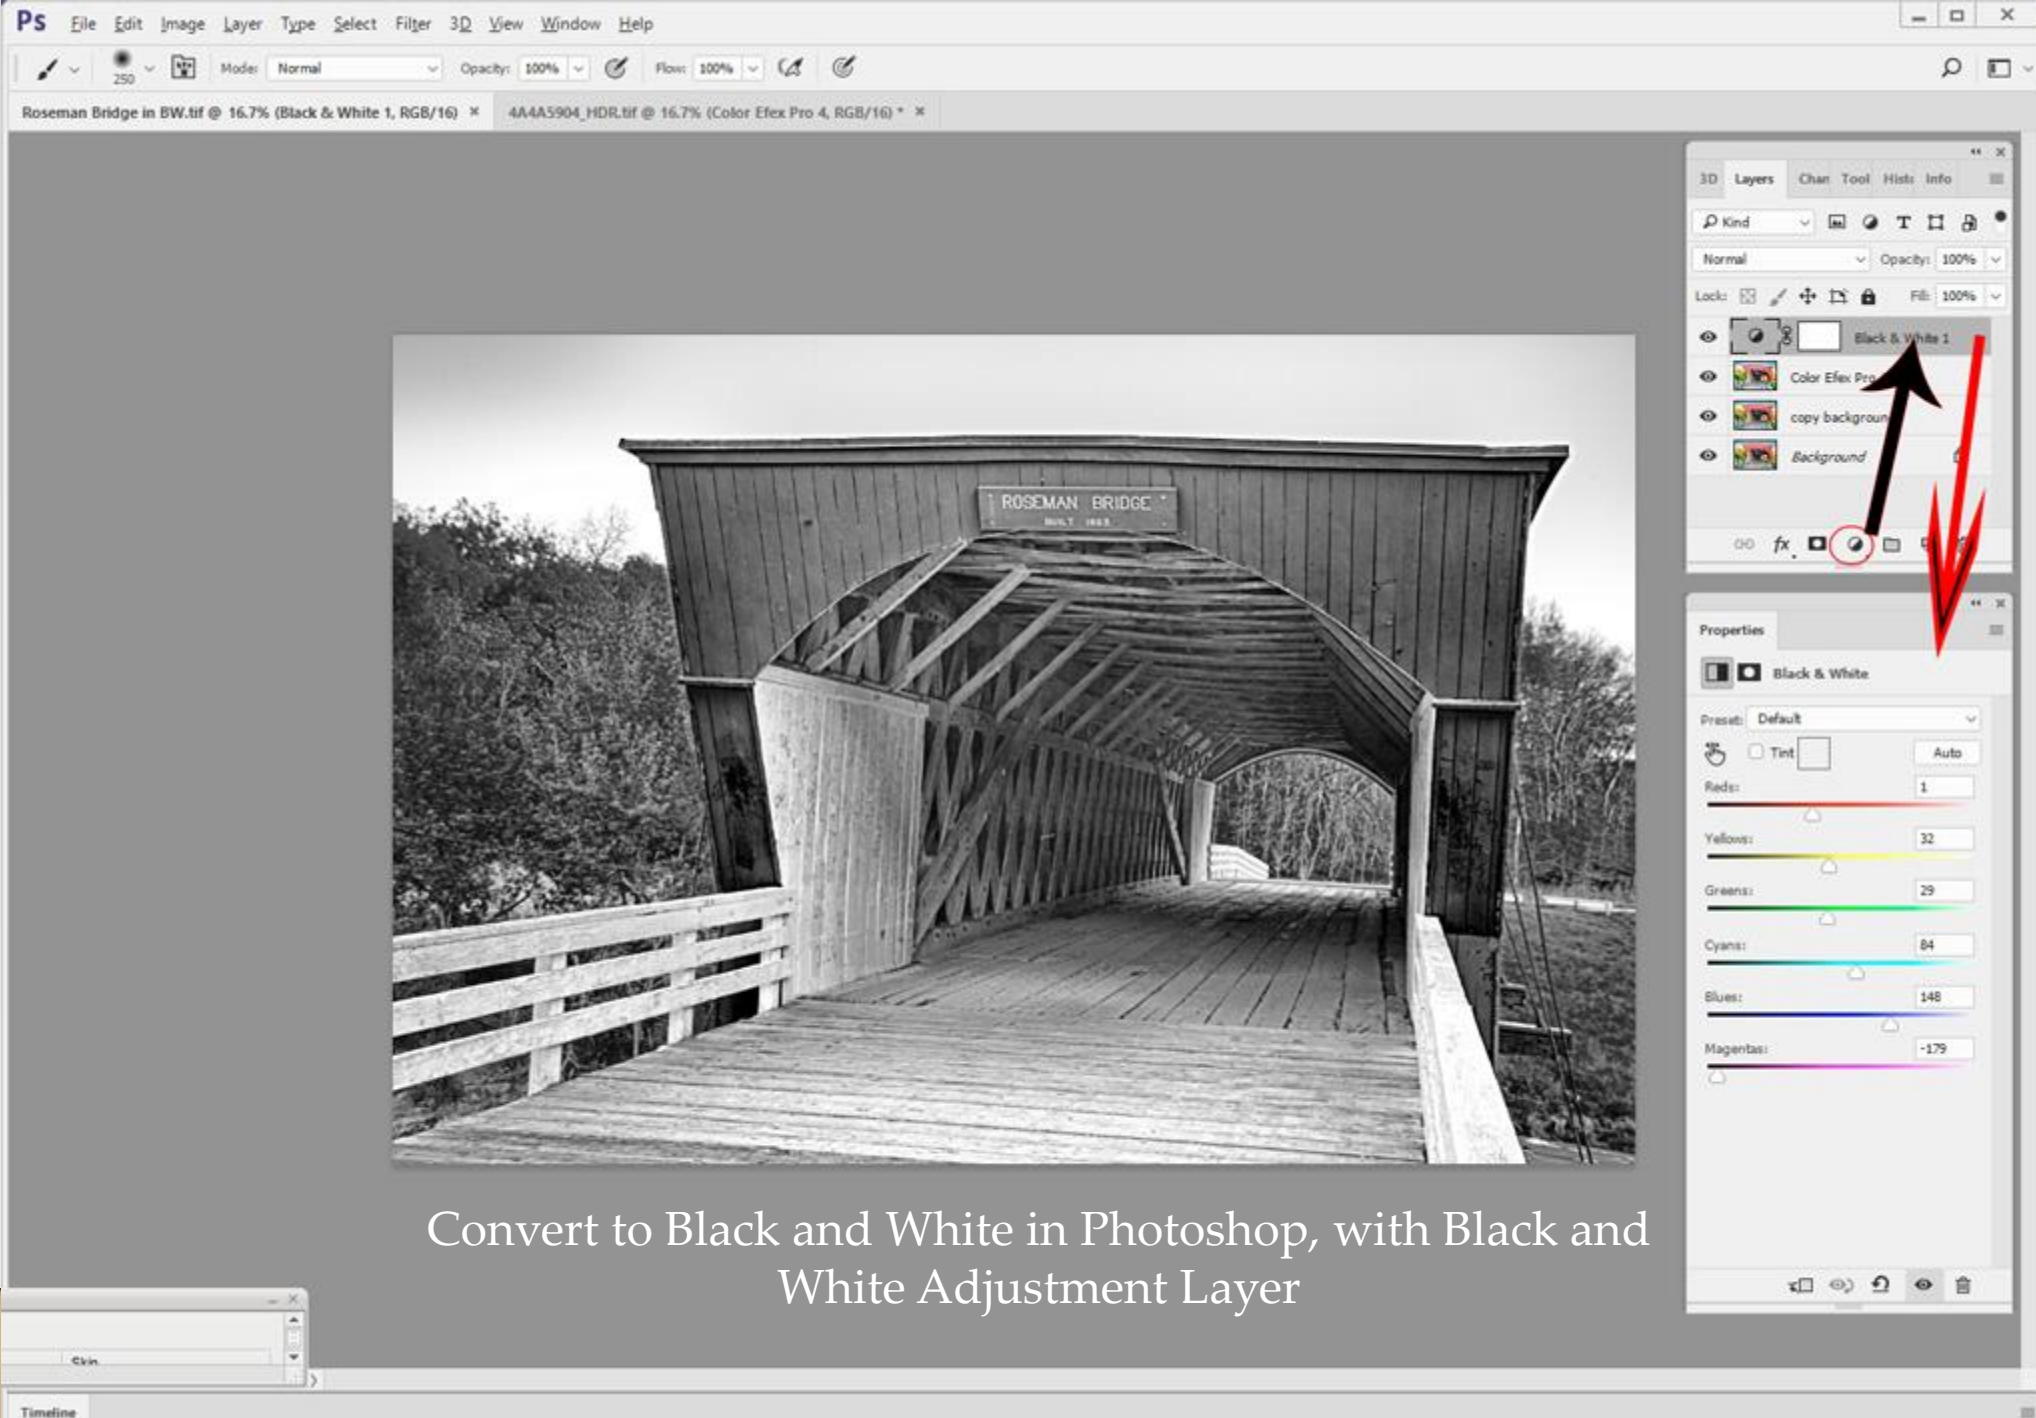 Ps File Edit Image Layer Type Select Filter 3D View Window Help
250 Mode: Normal Opacity: 100% Flow: 100%
Roseman Bridge in BW.tif @ 16.7% (Black & White 1, RGB/16) × 4A4A5904_HDR.tif @ 16.7% (Color Efex Pro 4, RGB/16) * ×
3D Layers Chan Tool Hist Info
Kind
Normal Opacity: 100%
Lock: Fill: 100%
Black & White 1
Color Efex Pro
copy background
Background
fx
ROSEMAN BRIDGE
BUILT 1883
Properties
Black & White
Preset: Default
Tint Auto
Reds: 1
Yellows: 32
Greens: 29
Cyans: 84
Blues: 148
Magentas: -179
Convert to Black and White in Photoshop, with Black and
White Adjustment Layer
Skin
Timeline